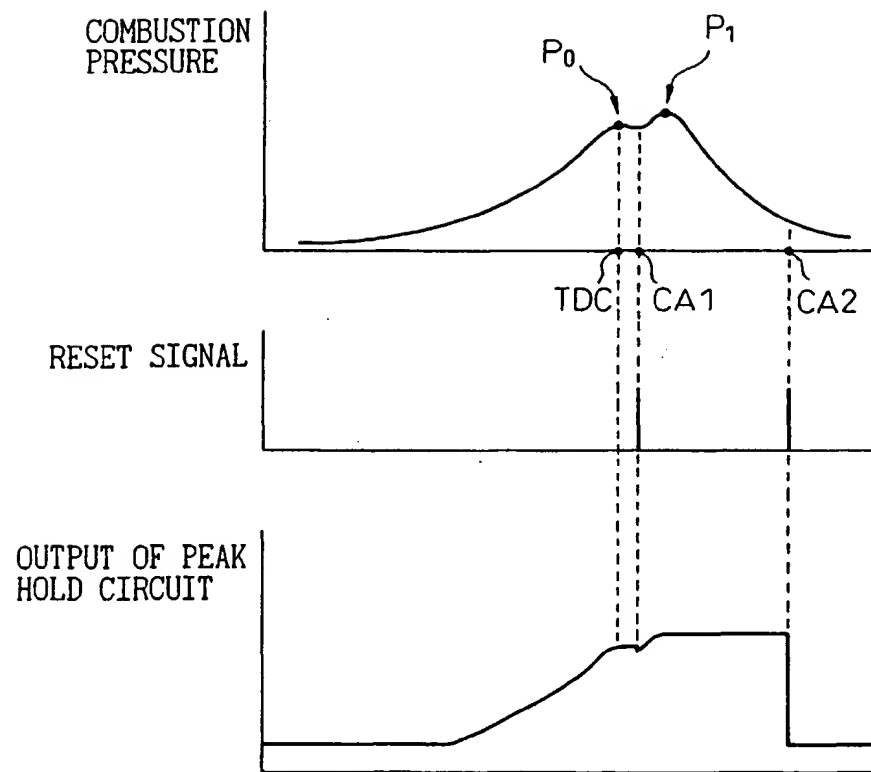 COMBUSTION
PRESSURE
P₀
P₁
TDC
CA1
CA2
RESET SIGNAL
OUTPUT OF PEAK
HOLD CIRCUIT